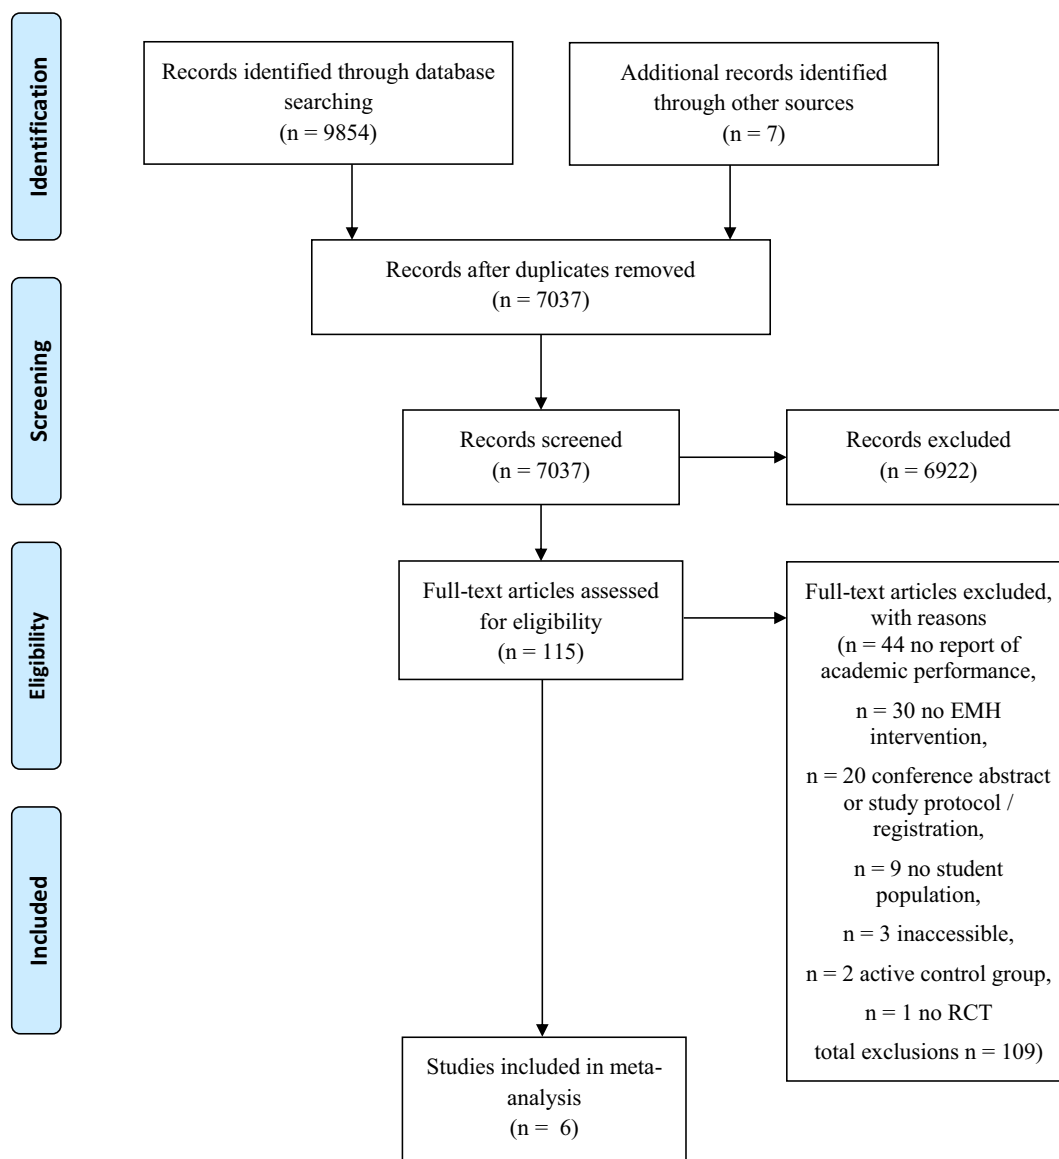 Identification
Records identified through database
searching
(n = 9854)
Additional records identified
through other sources
(n = 7)
Records after duplicates removed
(n = 7037)
Screening
Records screened
(n = 7037)
Records excluded
(n = 6922)
Eligibility
Full-text articles assessed
for eligibility
(n = 115)
Full-text articles excluded,
with reasons
(n = 44 no report of
academic performance,
n = 30 no EMH
intervention,
n = 20 conference abstract
or study protocol /
registration,
n = 9 no student
population,
n = 3 inaccessible,
n = 2 active control group,
n = 1 no RCT
total exclusions n = 109)
Included
Studies included in meta-
analysis
(n = 6)